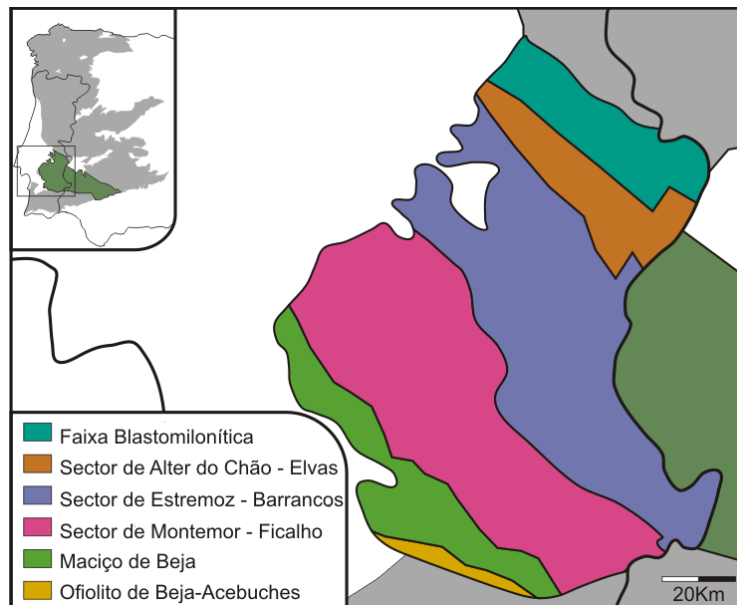 Faixa Blastomilonítica
Sector de Alter do Chão - Elvas
Sector de Estremoz - Barrancos
Sector de Montemor - Ficalho
Maciço de Beja
Ofiolito de Beja-Acebuches
20Km